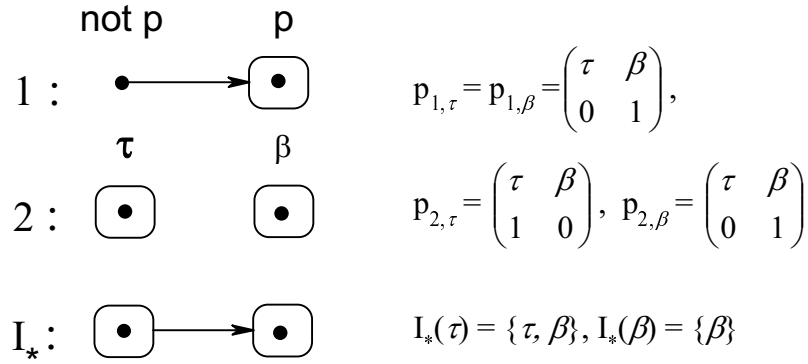 not p p
1 : p₁,τ = p₁,β = (τ β
0 1) ,
τ β
2 : p₂,τ = (τ β
1 0) , p₂,β = (τ β
0 1)
I* : I*(τ) = {τ, β}, I*(β) = {β}